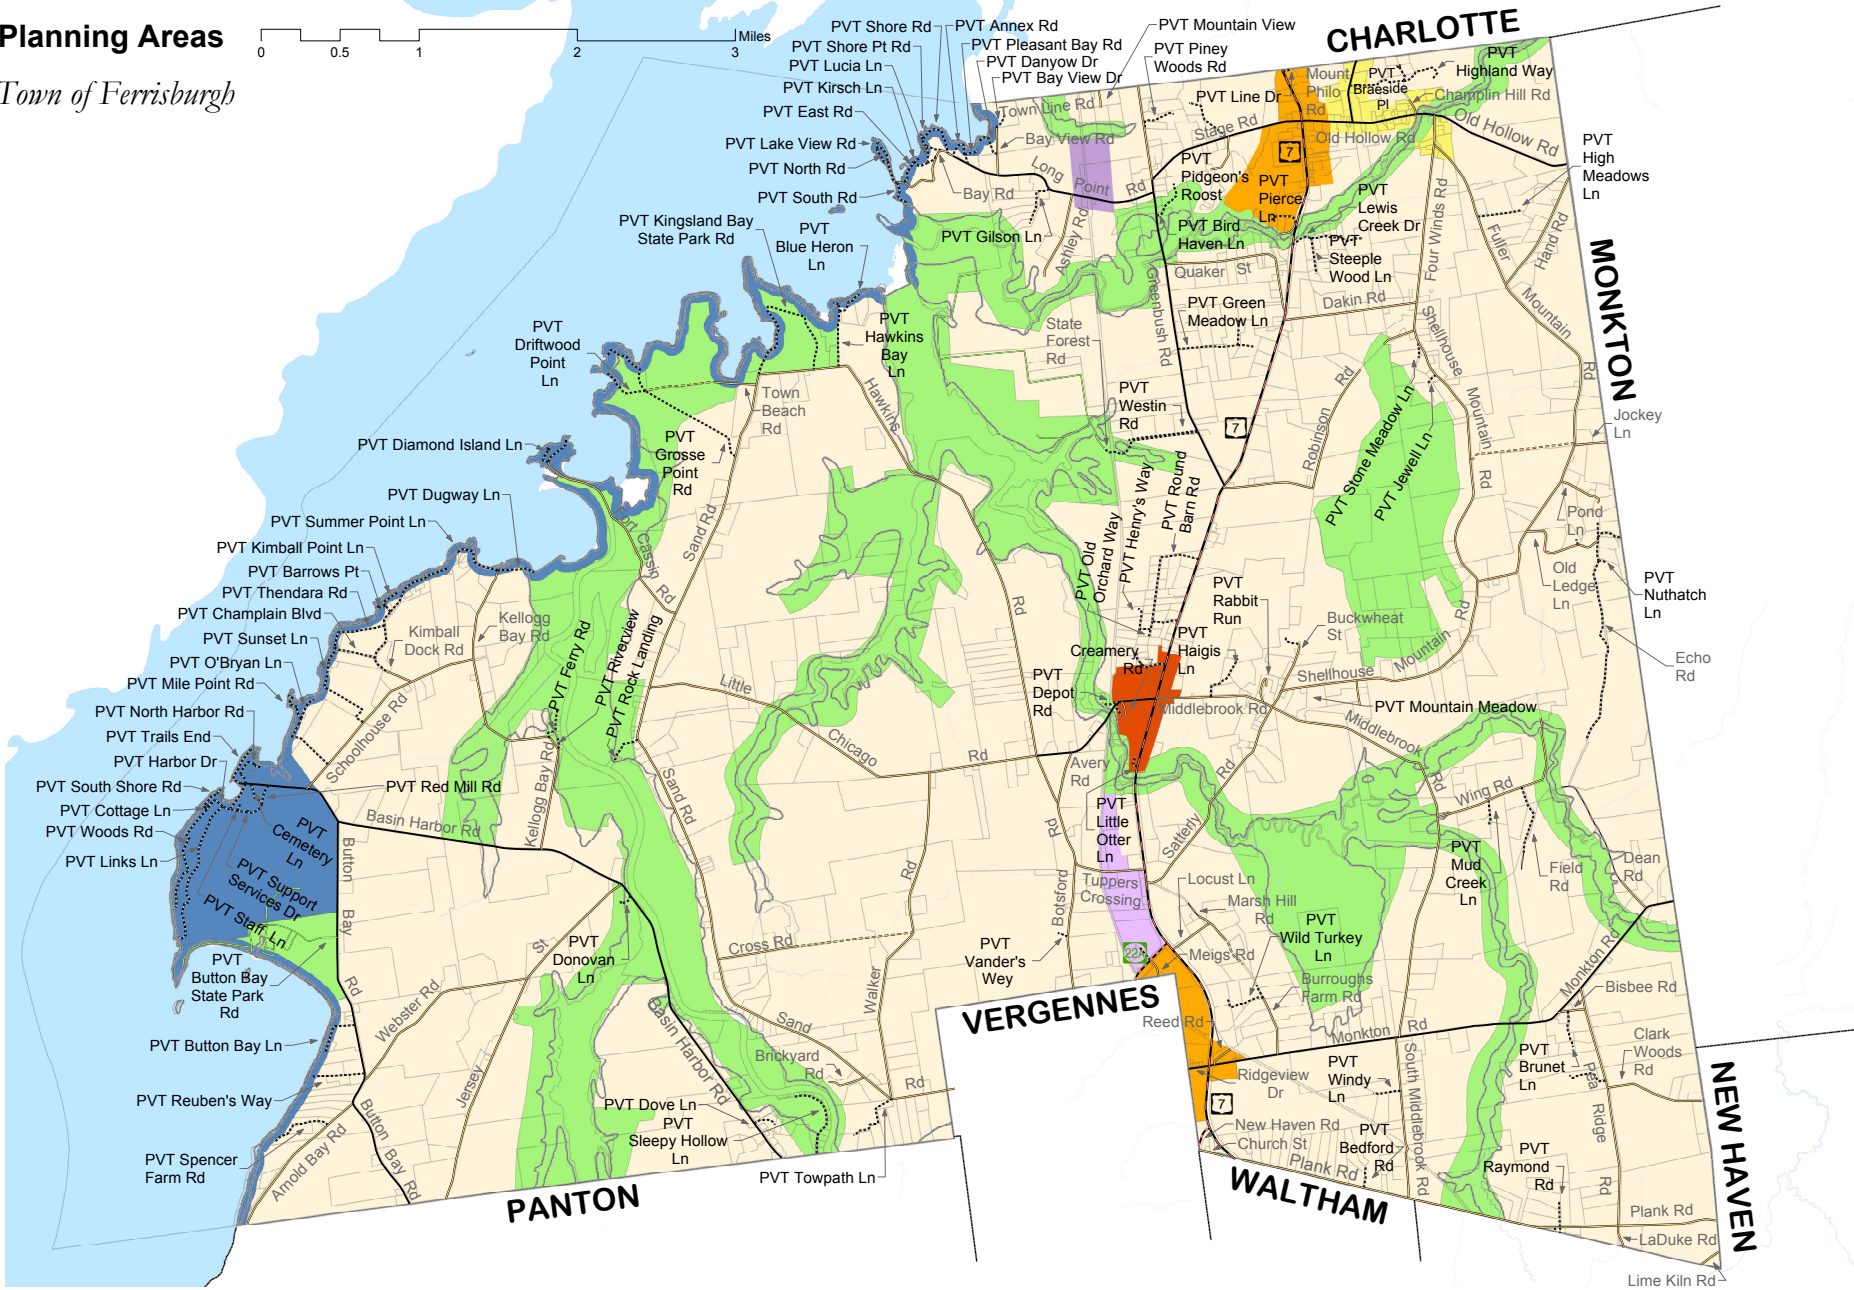 Planning Areas
Town of Ferrisburgh
0 0.5 1 2 3 Miles
CHARLOTTE
MONKTON
NEW HAVEN
WALTHAM
VERGENNES
PANTON
PVT Shore Rd
PVT Annex Rd
PVT Mountain View
PVT Shore Pt Rd
PVT Pleasant Bay Rd
PVT Piney
Woods Rd
PVT Lucia Ln
PVT Danyow Dr
PVT Kirsch Ln
PVT Bay View Dr
PVT East Rd
Town Line Rd
PVT Line Dr
Mount
Philo
Rd
PVT
Braeside
Pl
PVT
Highland Way
Champlin Hill Rd
Stage Rd
Old Hollow Rd
Old Hollow Rd
PVT Lake View Rd
Bay View Rd
PVT North Rd
Long Point Rd
PVT South Rd
Bay Rd
7
PVT
Pidgeon's
Roost
PVT
Pierce
Ln
PVT
Lewis
Creek Dr
PVT
High
Meadows
Ln
PVT Kingsland Bay
State Park Rd
PVT
Blue Heron
Ln
PVT Gilson Ln
Ashley Rd
PVT Bird
Haven Ln
PVT
Steeple
Wood Ln
Four Winds Rd
Fuller
Hand Rd
Quaker St
Greenbush Rd
PVT Green
Meadow Ln
Dakin Rd
Mountain
Rd
Shellhouse
Mountain
Rd
PVT
Driftwood
Point
Ln
PVT
Hawkins
Bay
Ln
State
Forest
Rd
Hawkins
Town
Beach
Rd
PVT
Westin
Rd
7
Robinson Rd
PVT Stone Meadow Ln
PVT Jewell Ln
Jockey
Ln
PVT Diamond Island Ln
PVT
Grosse
Point
Rd
PVT Dugway Ln
PVT Summer Point Ln
PVT Kimball Point Ln
PVT Barrows Pt
PVT Thendara Rd
PVT Champlain Blvd
PVT Sunset Ln
PVT O'Bryan Ln
PVT Mile Point Rd
PVT North Harbor Rd
PVT Trails End
PVT Harbor Dr
PVT South Shore Rd
PVT Cottage Ln
PVT Woods Rd
PVT Links Ln
Fort
Cassin
Rd
Sand Rd
PVT Old
Orchard Way
PVT Henry's Way
PVT Round
Barn Rd
PVT
Rabbit
Run
Buckwheat
St
Pond
Ln
Old
Ledge
Ln
PVT
Nuthatch
Ln
Echo
Rd
Kimball
Dock Rd
Kellogg
Bay Rd
PVT Ferry Rd
PVT Riverview
PVT Rock Landing
Rd
Creamery
Rd
PVT
Haigis
Ln
PVT
Depot
Rd
Shellhouse
Mountain
Rd
Middlebrook Rd
PVT Mountain Meadow
Middlebrook
Rd
Little
Chicago
Rd
Schoolhouse Rd
Kellogg Bay Rd
Sand Rd
Avery
Rd
Rd
PVT Red Mill Rd
Basin Harbor Rd
PVT
Cemetery
Ln
PVT Support
Services Dr
PVT Staff Ln
Button
Bay
Rd
PVT
Little
Otter
Ln
Satterly
Rd
Wing Rd
PVT
Mud
Creek
Ln
Field
Rd
Dean
Rd
Botsford
Rd
Tuppers
Crossing
Locust Ln
Marsh Hill
Rd
PVT
Wild Turkey
Ln
Meigs Rd
22A
Burroughs
Farm Rd
PVT
Vander's
Wey
Cross Rd
Walker
Rd
PVT
Donovan
Ln
St
Jersey
Webster Rd
PVT
Button Bay
State Park
Rd
PVT Button Bay Ln
PVT Reuben's Way
PVT Spencer
Farm Rd
Arnold Bay Rd
Button
Bay
Rd
Basin Harbor Rd
Sand
Brickyard
Rd
Rd
PVT Dove Ln
PVT
Sleepy Hollow
Ln
PVT Towpath Ln
Reed Rd
Monkton Rd
Monkton Rd
Bisbee Rd
Ridgeview
Dr
7
PVT
Windy
Ln
South Middlebrook Rd
PVT
Brunet
Ln
Clark
Woods
Rd
Pea
Ridge
Rd
New Haven Rd
Church St
Plank Rd
PVT
Bedford
Rd
PVT
Raymond
Rd
Plank Rd
LaDuke Rd
Lime Kiln Rd